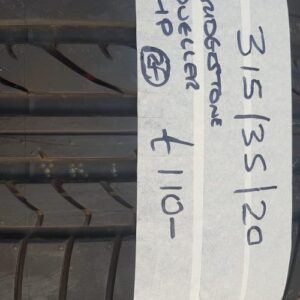 315/35/20
BRIDGESTONE
DUELLER
HP RF £110-